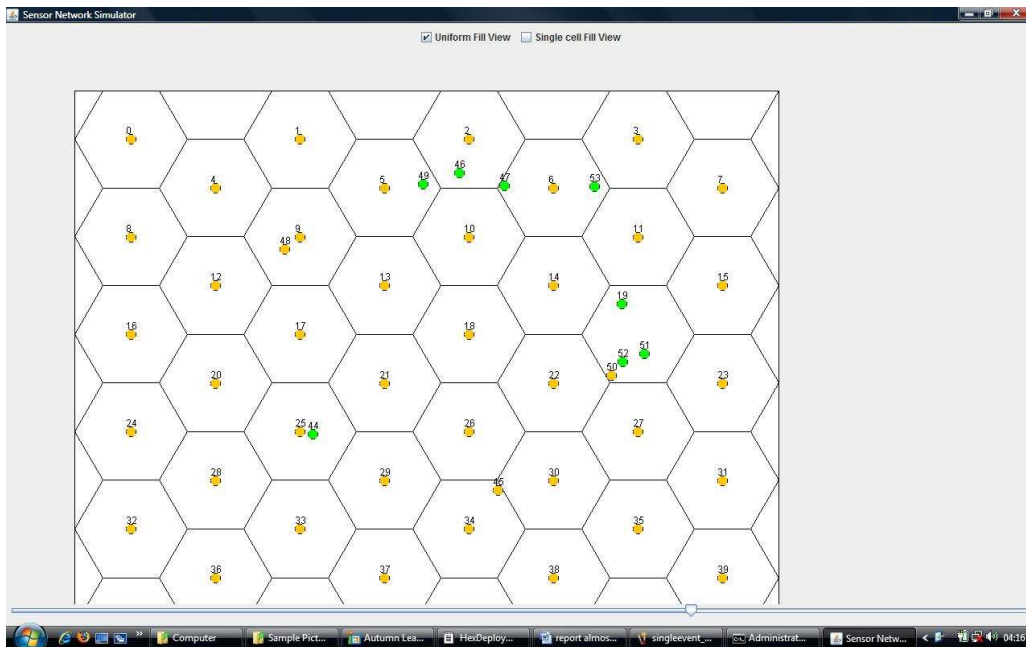 Sensor Network Simulator
Uniform Fill View Single cell Fill View
0 1 2 3
46
49 47 53
4 5 6 7
8 9 10 11
48
12 13 14 15
19
16 17 18
51
52
50
20 21 22 23
24 25 44 26 27
28 29 30 31
45
32 33 34 35
36 37 38 39
Computer Sample Pict... Autumn Lea... HexDeploy... report almos... singleevent_... Administrat... Sensor Netw... 04:16